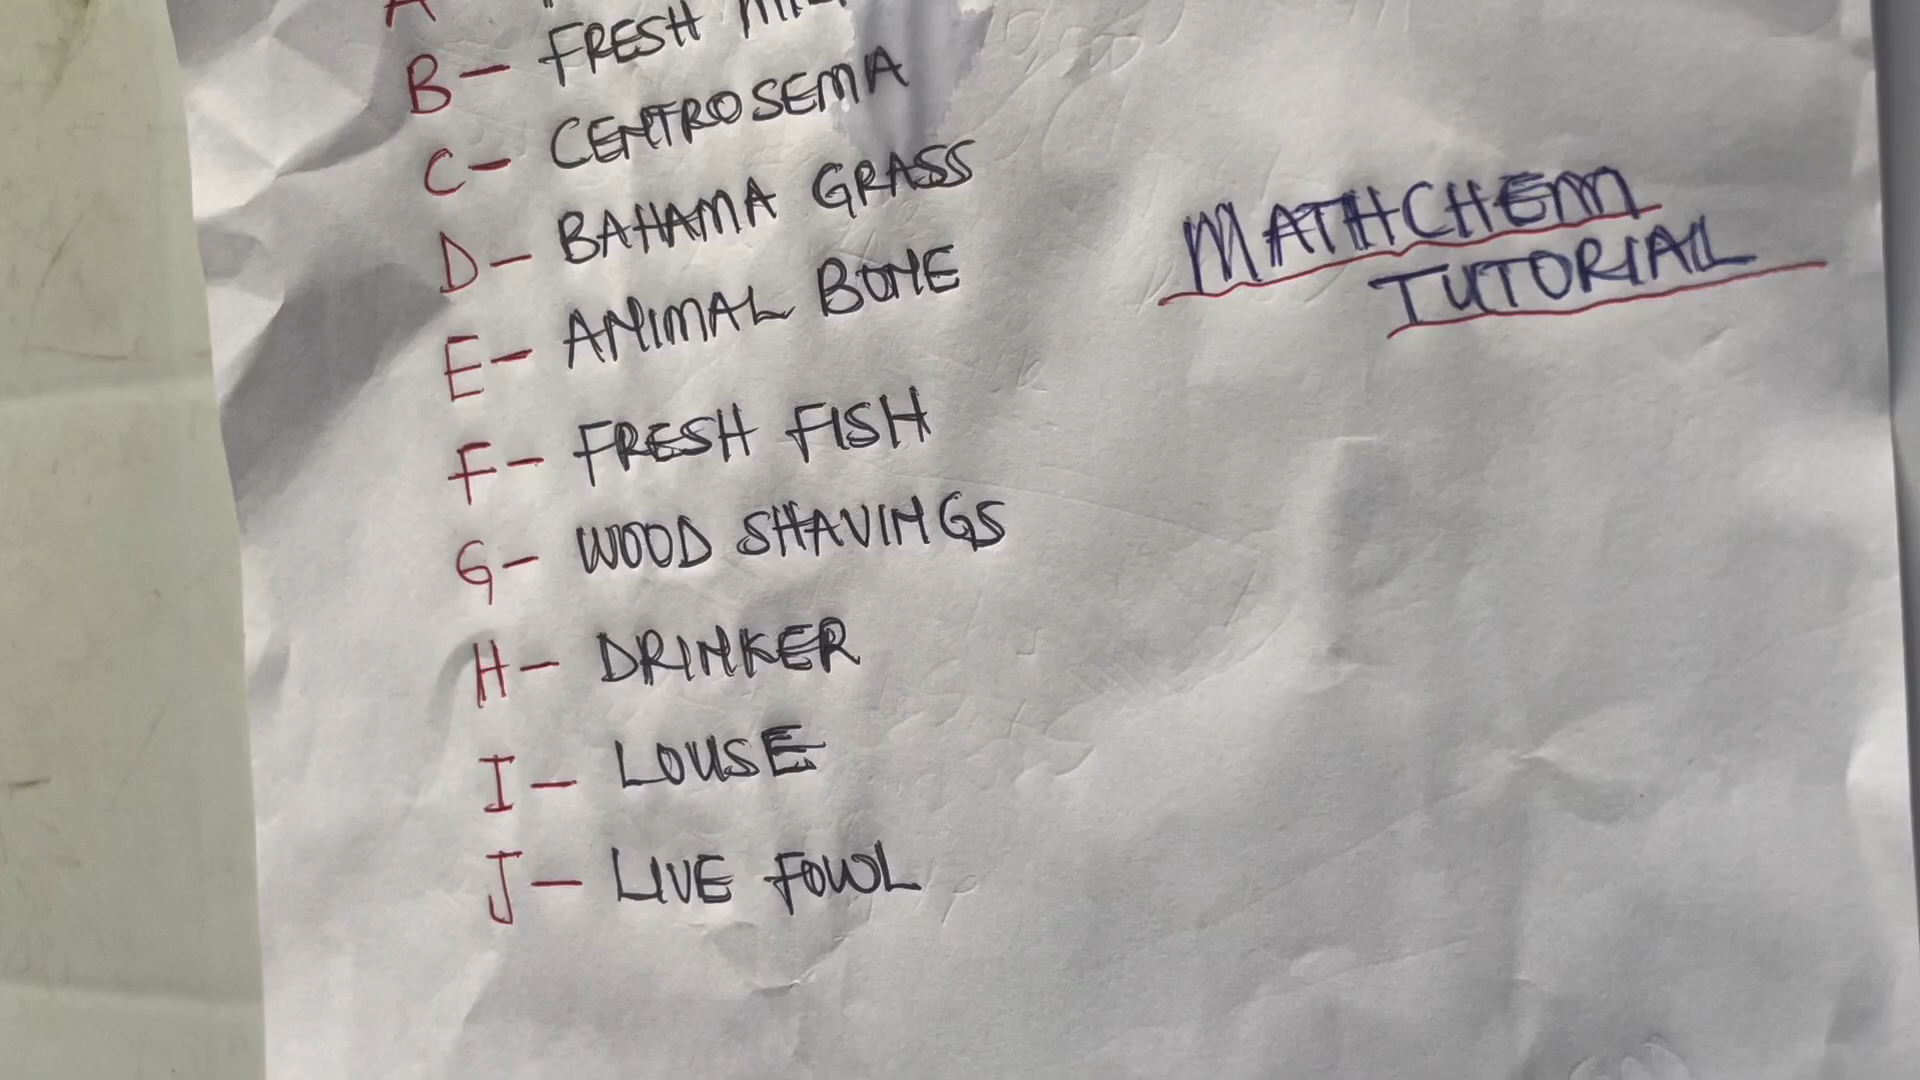 A
B - FRESH
C - CENTROSEMA
D - BAHAMA GRASS
E - ANIMAL BONE
F - FRESH FISH
G - WOOD SHAVINGS
H - DRINKER
I - LOUSE
J - LIVE FOWL
MATHCHEM
TUTORIAL